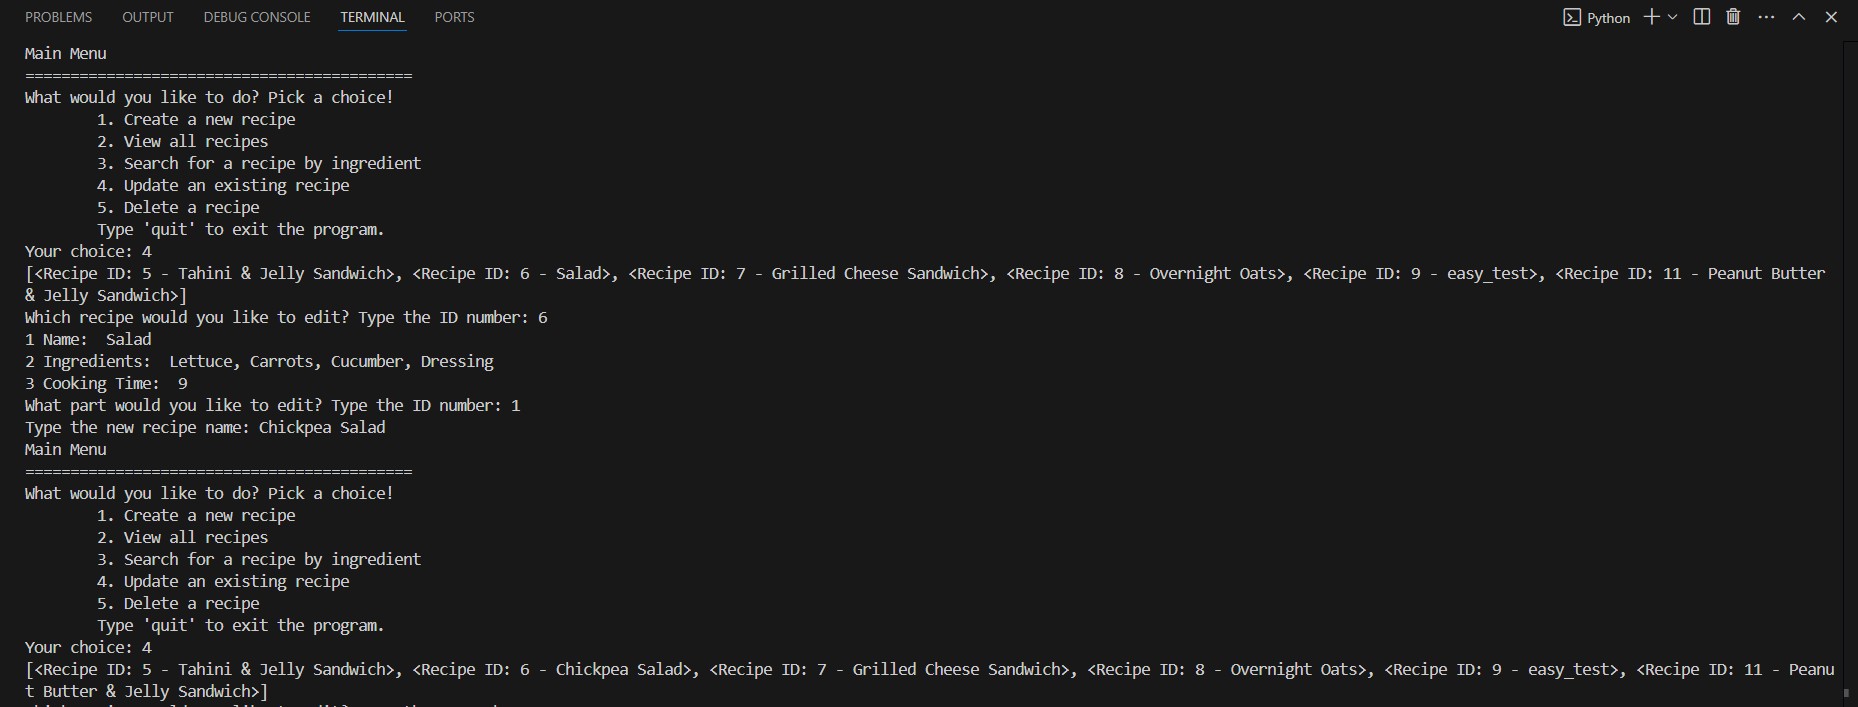 PROBLEMS OUTPUT DEBUG CONSOLE TERMINAL PORTS Python
Main Menu
===========================================
What would you like to do? Pick a choice!
1. Create a new recipe
2. View all recipes
3. Search for a recipe by ingredient
4. Update an existing recipe
5. Delete a recipe
Type 'quit' to exit the program.
Your choice: 4
[<Recipe ID: 5 - Tahini & Jelly Sandwich>, <Recipe ID: 6 - Salad>, <Recipe ID: 7 - Grilled Cheese Sandwich>, <Recipe ID: 8 - Overnight Oats>, <Recipe ID: 9 - easy_test>, <Recipe ID: 11 - Peanut Butter
& Jelly Sandwich>]
Which recipe would you like to edit? Type the ID number: 6
1 Name:  Salad
2 Ingredients:  Lettuce, Carrots, Cucumber, Dressing
3 Cooking Time:  9
What part would you like to edit? Type the ID number: 1
Type the new recipe name: Chickpea Salad
Main Menu
===========================================
What would you like to do? Pick a choice!
1. Create a new recipe
2. View all recipes
3. Search for a recipe by ingredient
4. Update an existing recipe
5. Delete a recipe
Type 'quit' to exit the program.
Your choice: 4
[<Recipe ID: 5 - Tahini & Jelly Sandwich>, <Recipe ID: 6 - Chickpea Salad>, <Recipe ID: 7 - Grilled Cheese Sandwich>, <Recipe ID: 8 - Overnight Oats>, <Recipe ID: 9 - easy_test>, <Recipe ID: 11 - Peanu
t Butter & Jelly Sandwich>]